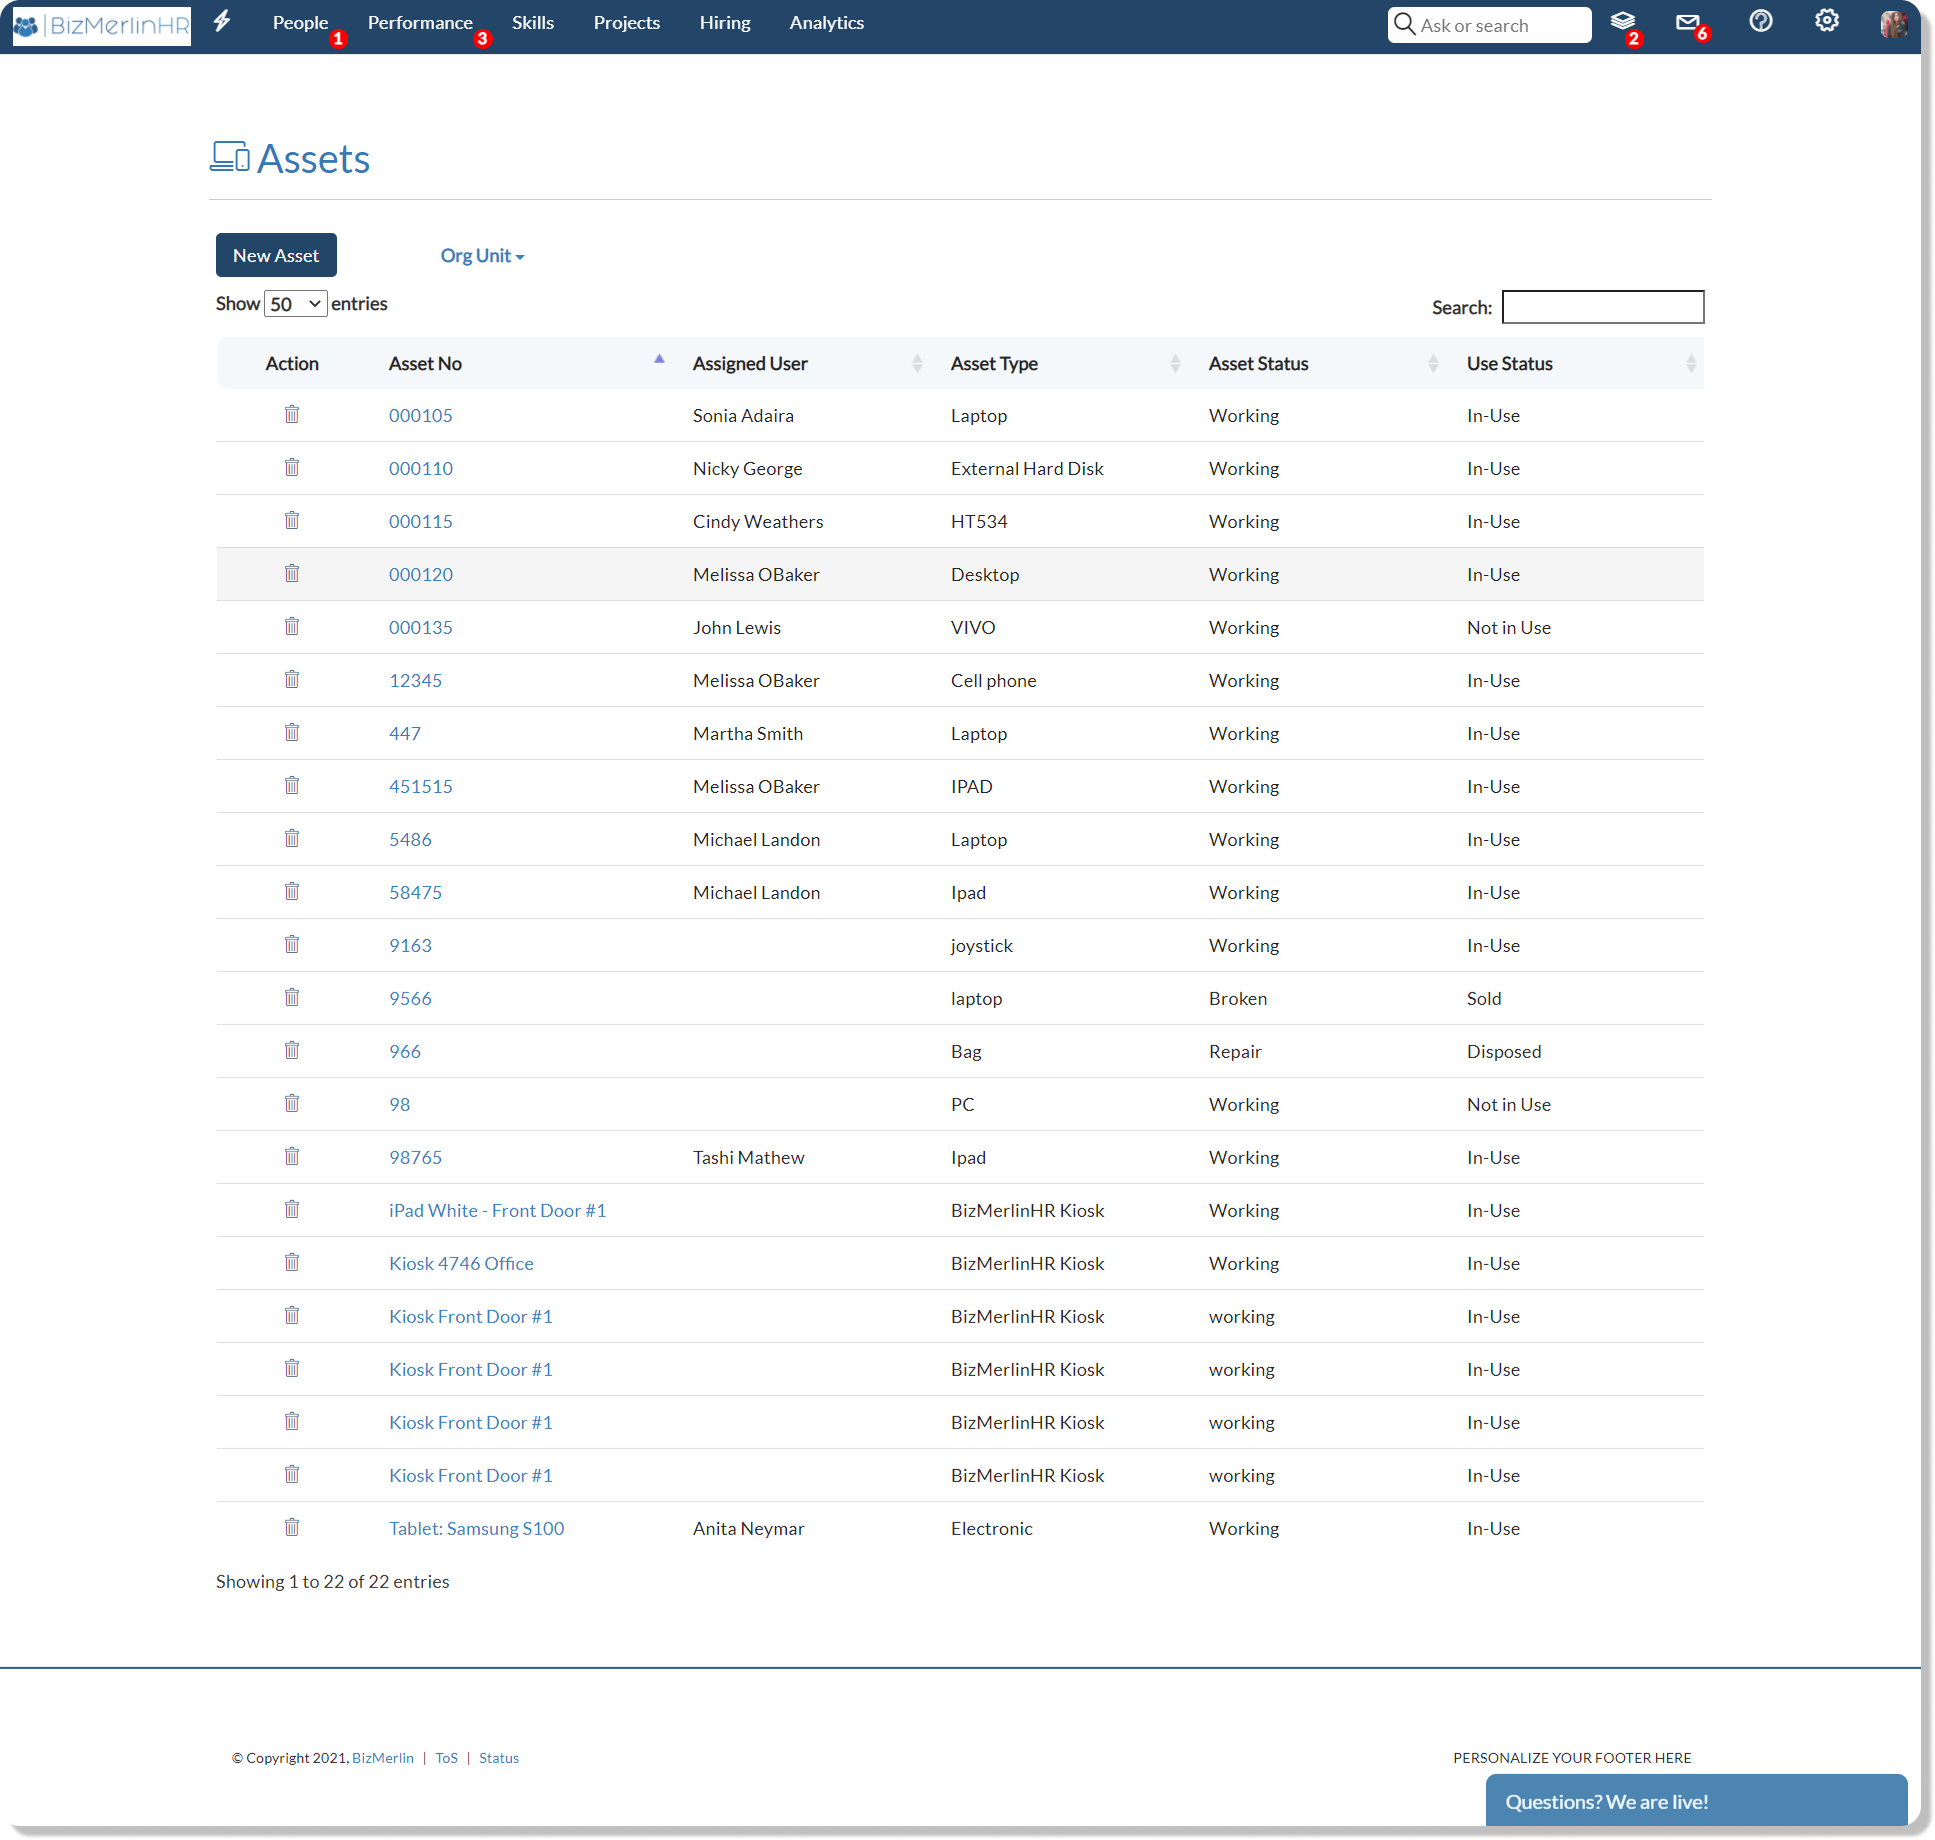 BizMerlinHR People 1 Performance 3 Skills Projects Hiring Analytics Ask or search 2 6
Assets
New Asset Org Unit
Show 50 entries Search:
Action Asset No Assigned User Asset Type Asset Status Use Status
000105 Sonia Adaira Laptop Working In-Use
000110 Nicky George External Hard Disk Working In-Use
000115 Cindy Weathers HT534 Working In-Use
000120 Melissa OBaker Desktop Working In-Use
000135 John Lewis VIVO Working Not in Use
12345 Melissa OBaker Cell phone Working In-Use
447 Martha Smith Laptop Working In-Use
451515 Melissa OBaker IPAD Working In-Use
5486 Michael Landon Laptop Working In-Use
58475 Michael Landon Ipad Working In-Use
9163 joystick Working In-Use
9566 laptop Broken Sold
966 Bag Repair Disposed
98 PC Working Not in Use
98765 Tashi Mathew Ipad Working In-Use
iPad White - Front Door #1 BizMerlinHR Kiosk Working In-Use
Kiosk 4746 Office BizMerlinHR Kiosk Working In-Use
Kiosk Front Door #1 BizMerlinHR Kiosk working In-Use
Kiosk Front Door #1 BizMerlinHR Kiosk working In-Use
Kiosk Front Door #1 BizMerlinHR Kiosk working In-Use
Kiosk Front Door #1 BizMerlinHR Kiosk working In-Use
Tablet: Samsung S100 Anita Neymar Electronic Working In-Use
Showing 1 to 22 of 22 entries
© Copyright 2021, BizMerlin | ToS | Status PERSONALIZE YOUR FOOTER HERE
Questions? We are live!